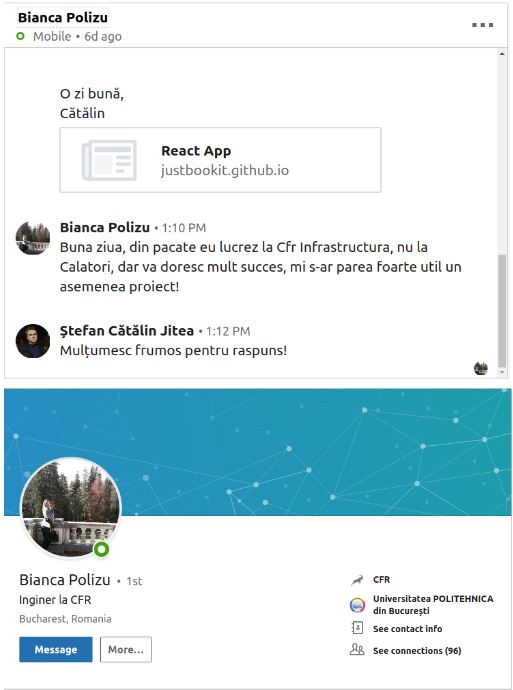 Bianca Polizu
Mobile • 6d ago
O zi bună,
Cătălin
React App
justbookit.github.io
Bianca Polizu • 1:10 PM
Buna ziua, din pacate eu lucrez la Cfr Infrastructura, nu la
Calatori, dar va doresc mult succes, mi s-ar parea foarte util un
asemenea proiect!
Ștefan Cătălin Jitea • 1:12 PM
Mulțumesc frumos pentru raspuns!
Bianca Polizu • 1st
Inginer la CFR
Bucharest, Romania
Message
More...
CFR
Universitatea POLITEHNICA
din București
See contact info
See connections (96)